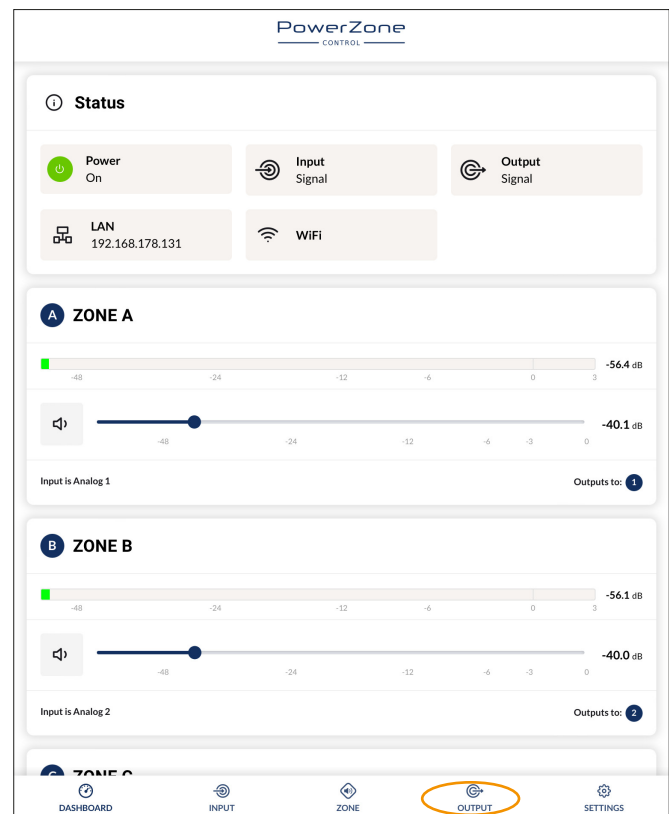 PowerZone
CONTROL
Status
Power
On
Input
Signal
Output
Signal
LAN
192.168.178.131
WiFi
A ZONE A
-56.4 dB
-48 -24 -12 -6 0 3
-40.1 dB
-48 -24 -12 -6 -3 0
Input is Analog 1 Outputs to: 1
B ZONE B
-56.1 dB
-48 -24 -12 -6 0 3
-40.0 dB
-48 -24 -12 -6 -3 0
Input is Analog 2 Outputs to: 2
C ZONE C
DASHBOARD INPUT ZONE OUTPUT SETTINGS